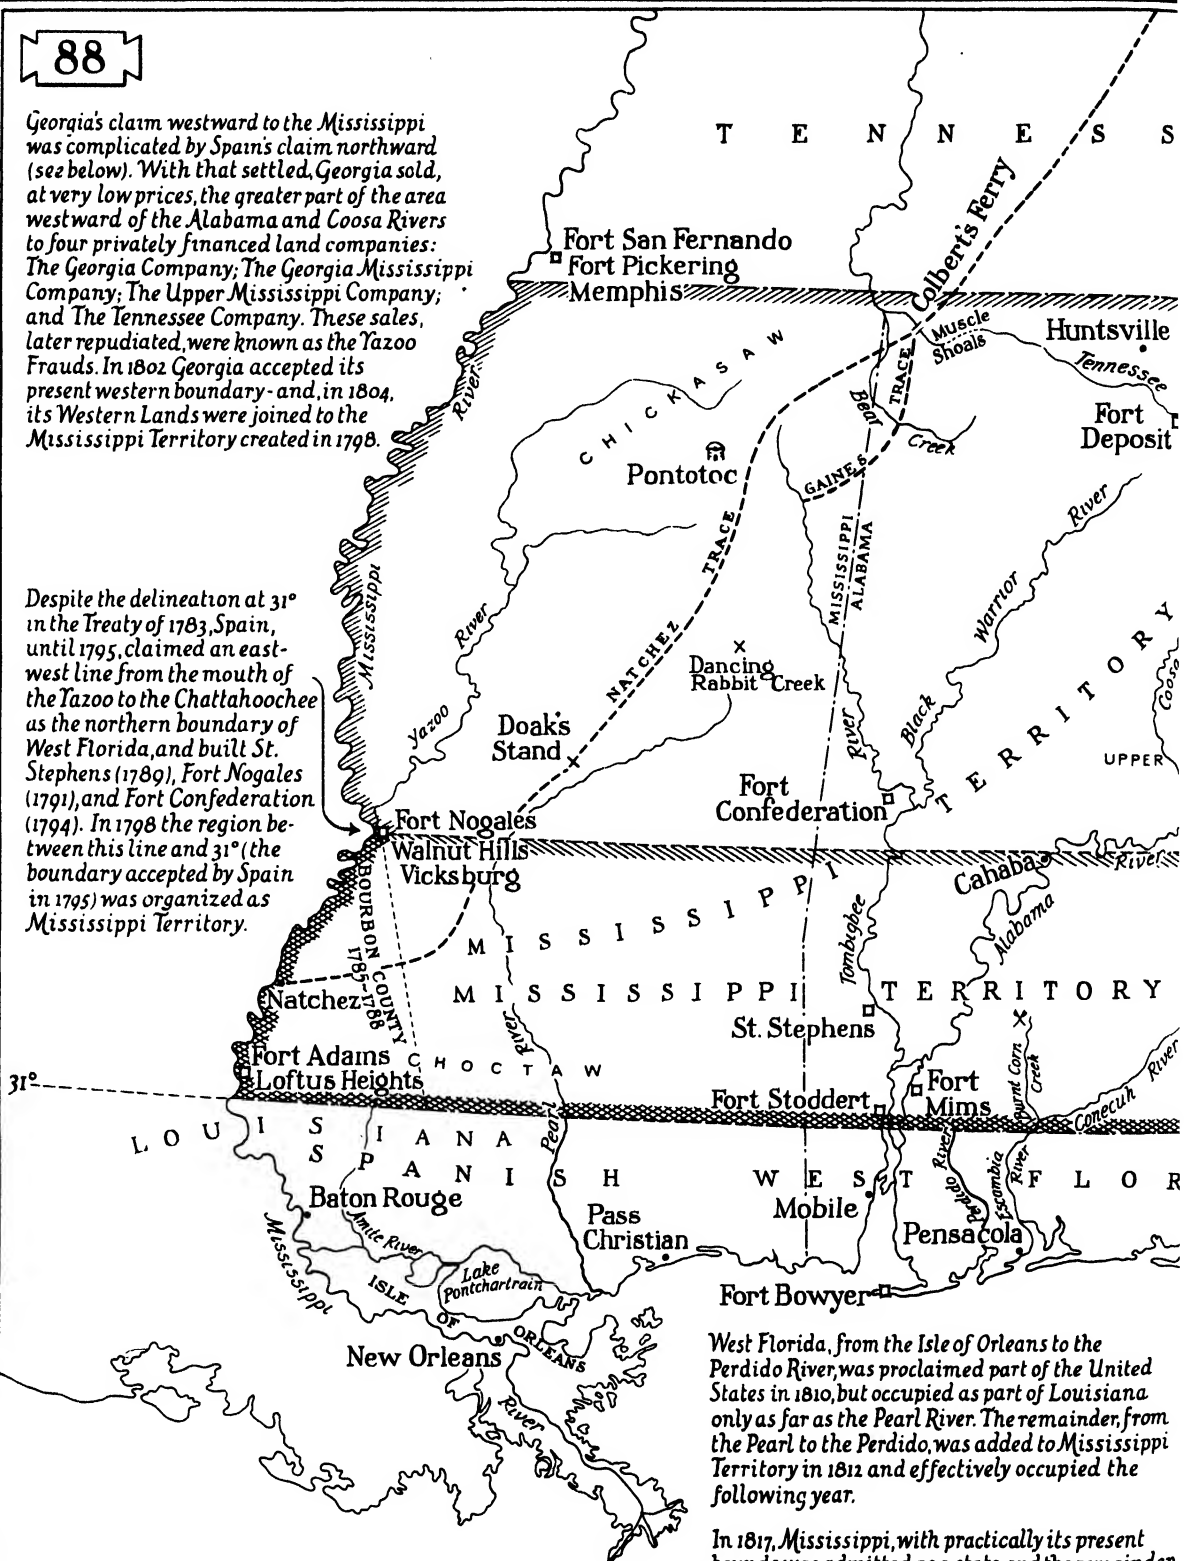 88
Georgia's claim westward to the Mississippi
was complicated by Spain's claim northward
(see below). With that settled, Georgia sold,
at very low prices, the greater part of the area
westward of the Alabama and Coosa Rivers
to four privately financed land companies:
The Georgia Company; The Georgia Mississippi
Company; The Upper Mississippi Company;
and The Tennessee Company. These sales,
later repudiated, were known as the Yazoo
Frauds. In 1802 Georgia accepted its
present western boundary - and, in 1804,
its Western Lands were joined to the
Mississippi Territory created in 1798.
TENNESS
Colbert's Ferry
Fort San Fernando
Fort Pickering
Memphis
Muscle
Shoals
Huntsville
Tennessee
Fort
Deposit
CHICKASAW
River
Bear
Creek
TRACE
GAINES
Pontotoc
NATCHEZ TRACE
MISSISSIPPI
ALABAMA
River
Warrior
Black
TERRITORY
Coosa
UPPER
Despite the delineation at 31°
in the Treaty of 1783, Spain,
until 1795, claimed an east-
west line from the mouth of
the Yazoo to the Chattahoochee
as the northern boundary of
West Florida, and built St.
Stephens (1789), Fort Nogales
(1791), and Fort Confederation
(1794). In 1798 the region be-
tween this line and 31° (the
boundary accepted by Spain
in 1795) was organized as
Mississippi Territory.
Mississippi
River
Yazoo
Dancing
Rabbit Creek
Doak's
Stand
River
Fort
Confederation
Fort Nogales
Walnut Hills
Vicksburg
Cahaba
River
Alabama
Tombigbee
BOURBON COUNTY
1785-1788
MISSISSIPPI
MISSISSIPPI TERRITORY
Natchez
St. Stephens
River
Fort Adams
Loftus Heights
CHOCTAW
31°
Fort Stoddert
Fort
Mims
Burnt Corn
Creek
Conecuh
River
LOUISIANA
Pearl
SPANISH WEST FLOR
Perdido River
Escambia
River
Baton Rouge
Mobile
Pass
Christian
Pensacola
Amite River
Mississippi
Lake
Pontchartrain
ISLE
OF
ORLEANS
Fort Bowyer
New Orleans
River
West Florida, from the Isle of Orleans to the
Perdido River, was proclaimed part of the United
States in 1810, but occupied as part of Louisiana
only as far as the Pearl River. The remainder, from
the Pearl to the Perdido, was added to Mississippi
Territory in 1812 and effectively occupied the
following year.
In 1817, Mississippi, with practically its present